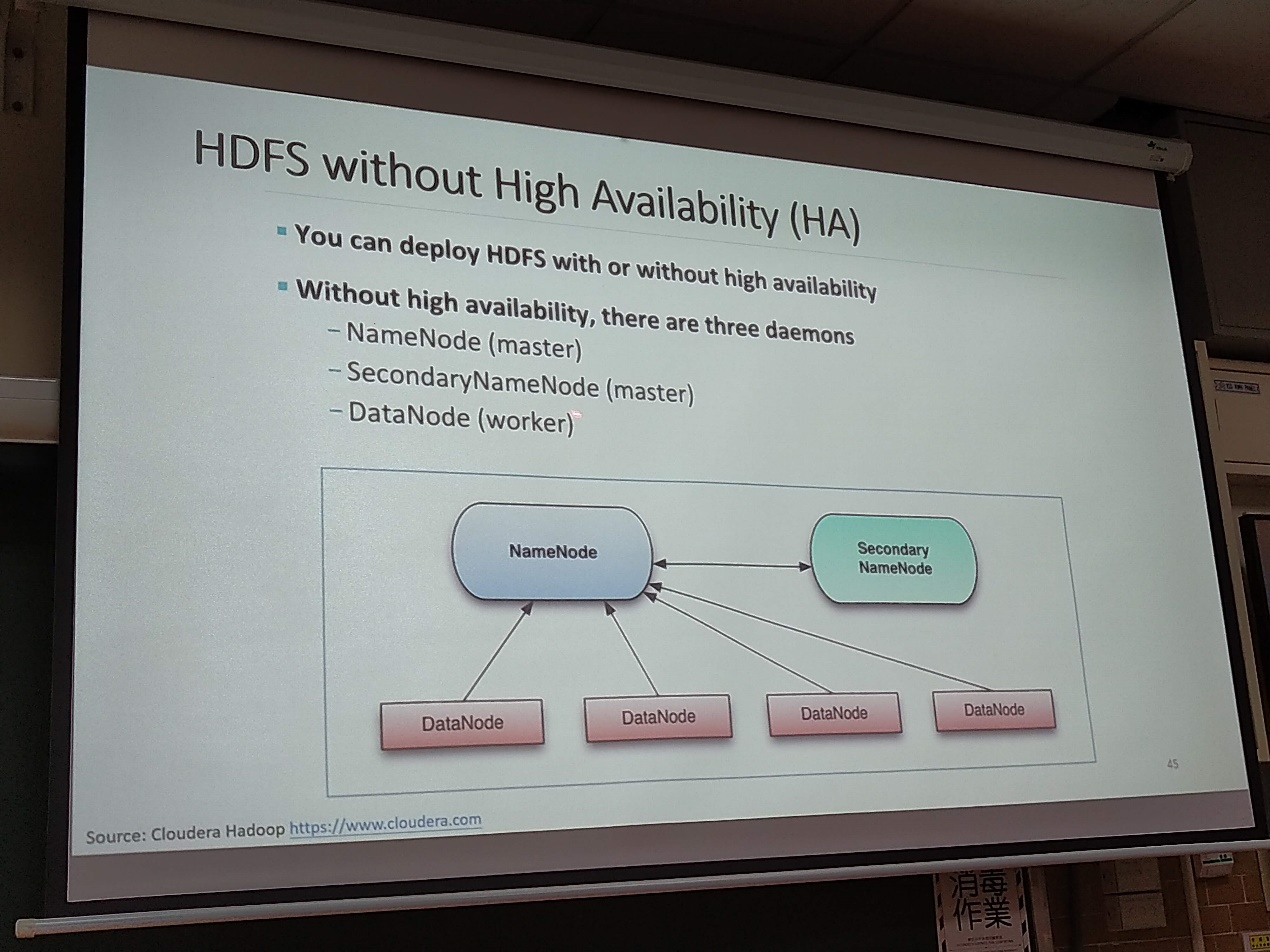 HDFS without High Availability (HA)
▪ You can deploy HDFS with or without high availability
▪ Without high availability, there are three daemons
– NameNode (master)
– SecondaryNameNode (master)
– DataNode (worker)
NameNode
Secondary
NameNode
DataNode
DataNode
DataNode
DataNode
45
Source: Cloudera Hadoop https://www.cloudera.com
消毒
作業